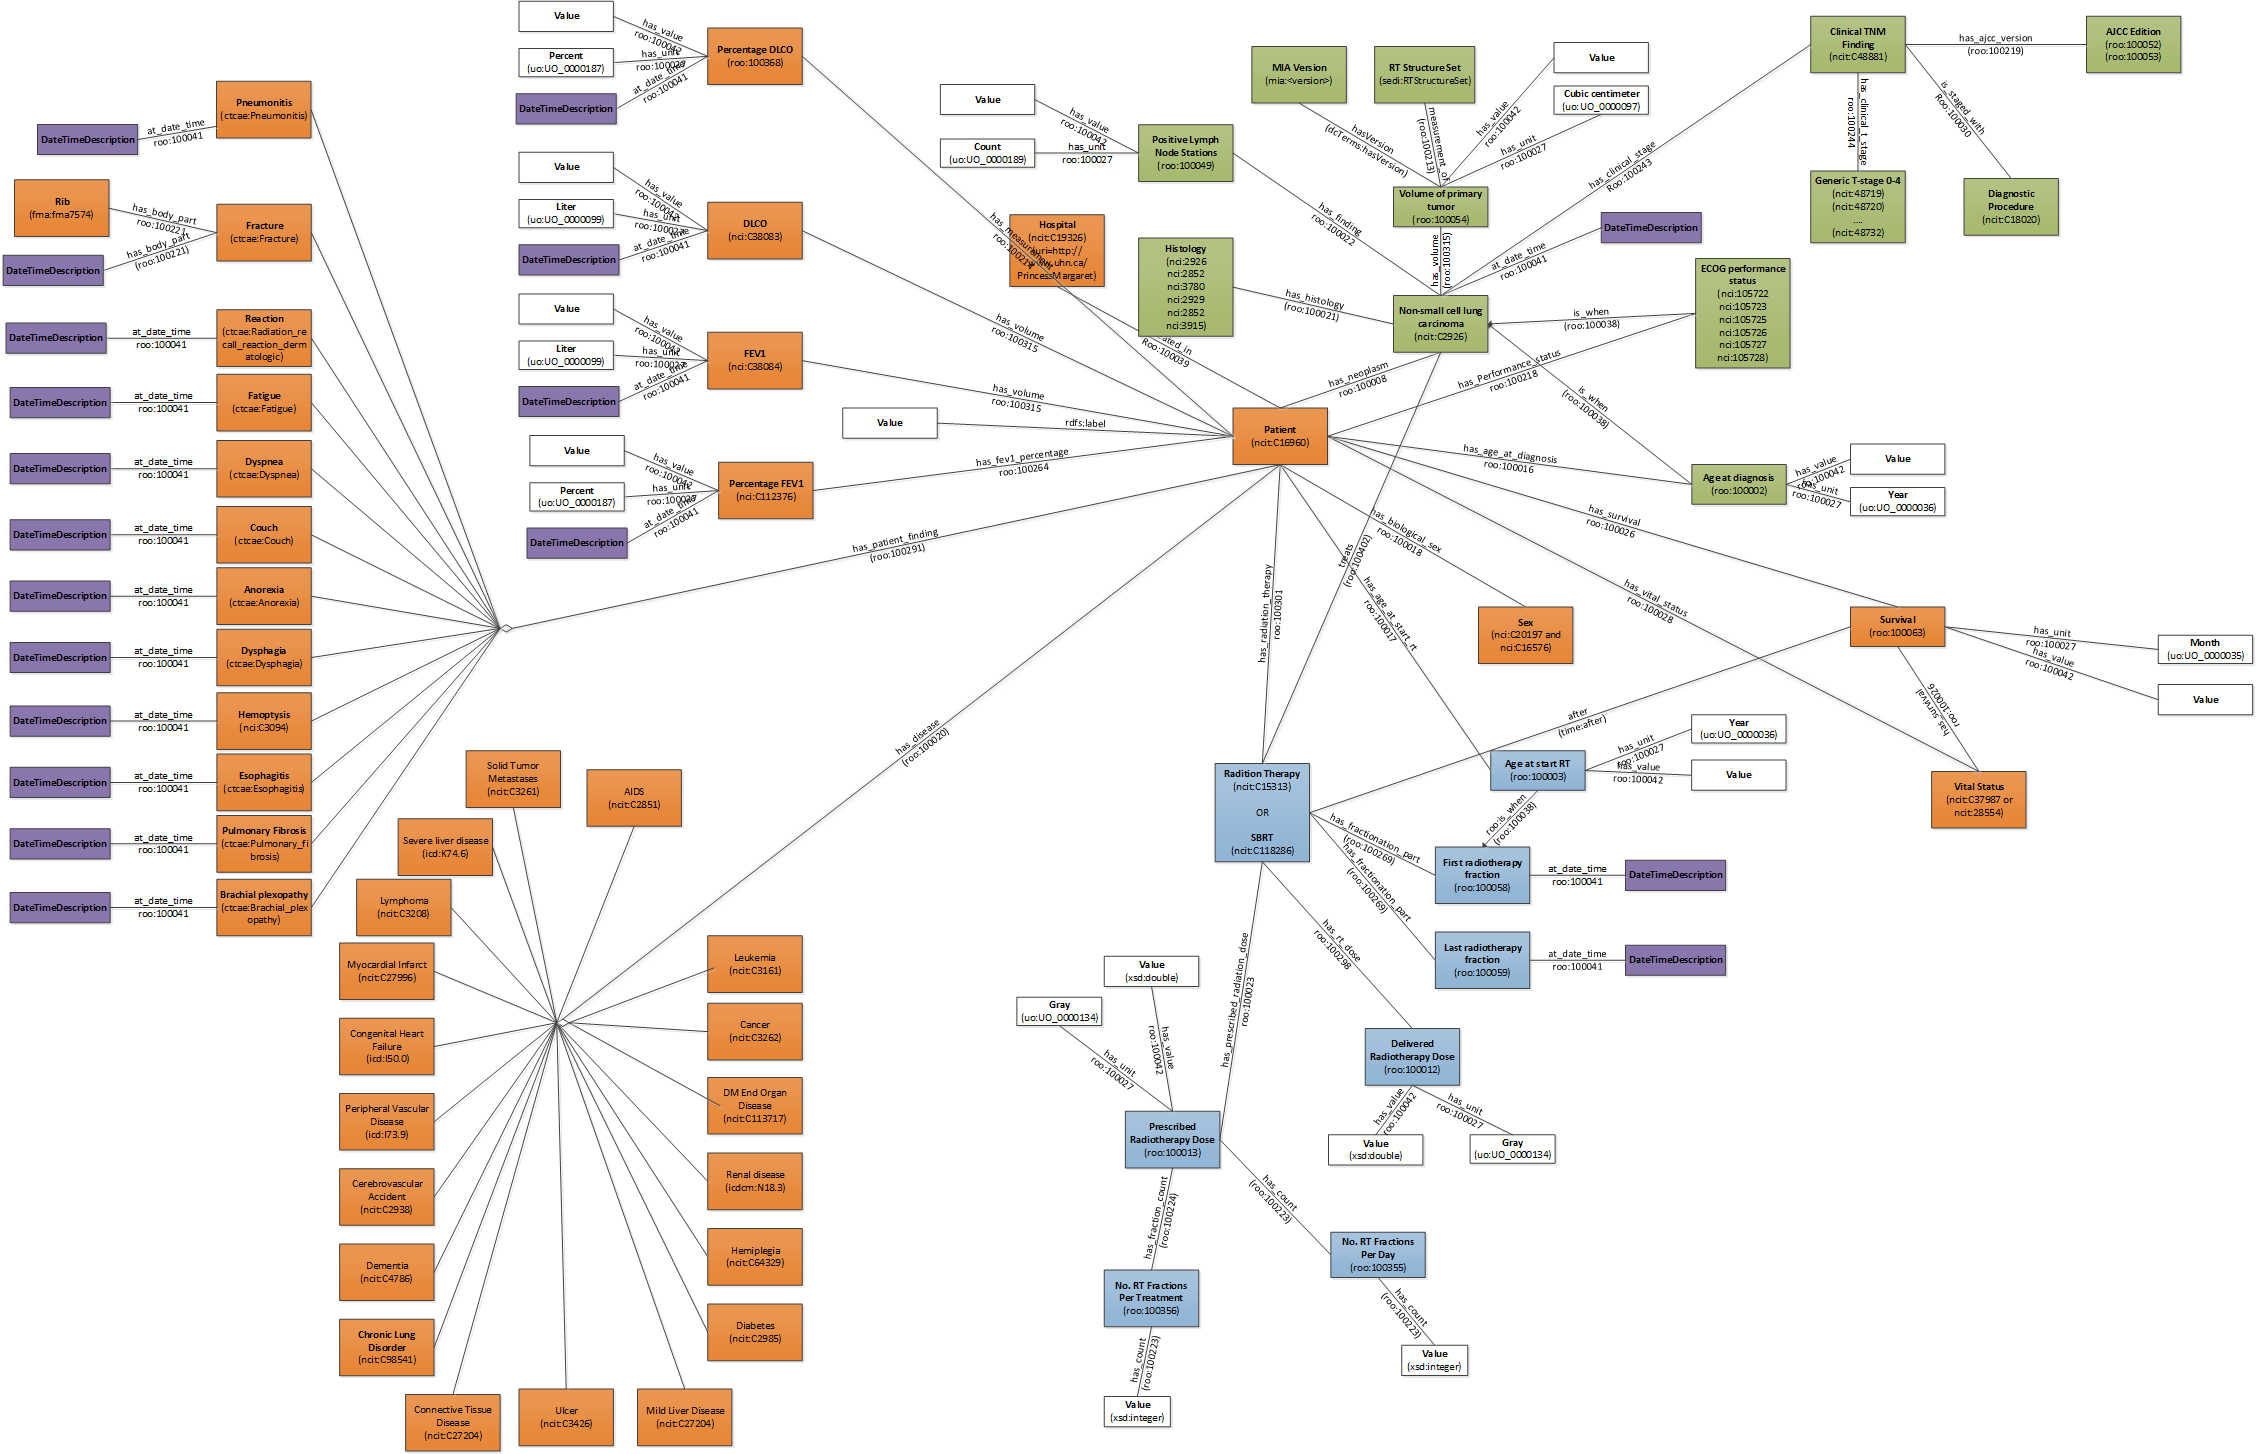 Value
has_value
roo:100042
Percent
(uo:UO_0000187)
has_unit
roo:100027
DateTimeDescription
at_date_time
roo:100041
Percentage DLCO
(roo:100368)
Pneumonitis
(ctcae:Pneumonitis)
DateTimeDescription
at_date_time
roo:100041
Rib
(fma:fma7574)
has_body_part
roo:100221
Fracture
(ctcae:Fracture)
DateTimeDescription
has_body_part
(roo:100221)
DateTimeDescription
at_date_time
roo:100041
Reaction
(ctcae:Radiation_re
call_reaction_derm
atologic)
DateTimeDescription
at_date_time
roo:100041
Fatigue
(ctcae:Fatigue)
DateTimeDescription
at_date_time
roo:100041
Dyspnea
(ctcae:Dyspnea)
DateTimeDescription
at_date_time
roo:100041
Couch
(ctcae:Couch)
DateTimeDescription
at_date_time
roo:100041
Anorexia
(ctcae:Anorexia)
DateTimeDescription
at_date_time
roo:100041
Dysphagia
(ctcae:Dysphagia)
DateTimeDescription
at_date_time
roo:100041
Hemoptysis
(nci:C3094)
DateTimeDescription
at_date_time
roo:100041
Esophagitis
(ctcae:Esophagitis)
DateTimeDescription
at_date_time
roo:100041
Pulmonary Fibrosis
(ctcae:Pulmonary_fi
brosis)
DateTimeDescription
at_date_time
roo:100041
Brachial plexopathy
(ctcae:Brachial_plex
opathy)
Value
has_value
roo:100042
Liter
(uo:UO_0000099)
has_unit
roo:100027
DateTimeDescription
at_date_time
roo:100041
DLCO
(nci:C38083)
Value
has_value
roo:100042
Liter
(uo:UO_0000099)
has_unit
roo:100027
DateTimeDescription
at_date_time
roo:100041
FEV1
(nci:C38084)
Value
has_value
roo:100042
Percent
(uo:UO_0000187)
has_unit
roo:100027
DateTimeDescription
at_date_time
roo:100041
Percentage FEV1
(nci:C112376)
has_measurement
roo:100214
has_volume
roo:100315
has_volume
roo:100315
Value
rdfs:label
has_fev1_percentage
roo:100264
has_patient_finding
(roo:100291)
has_disease
(roo:100020)
Hospital
(ncit:C19326)
(uri=http://
uhn.ca/
PrincessMargaret)
Roo:100039
Value
has_value
roo:100042
Count
(uo:UO_0000189)
has_unit
roo:100027
Positive Lymph
Node Stations
(roo:100049)
has_finding
roo:100022
Histology
(nci:2926
nci:2852
nci:3780
nci:2929
nci:2852
nci:3915)
has_histology
(roo:100021)
MIA Version
(mia:<version>)
hasVersion
(dcTerms:hasVersion)
RT Structure Set
(sedi:RTStructureSet)
measurement_of
(roo:100213)
Value
has_value
roo:100042
Cubic centimeter
(uo:UO_0000097)
has_unit
roo:100027
Volume of primary
tumor
(roo:100054)
has_volume
(roo:100315)
Non-small cell lung
carcinoma
(ncit:C2926)
DateTimeDescription
at_date_time
roo:100041
has_clinical_stage
Roo:100243
Clinical TNM
Finding
(ncit:C48881)
has_ajcc_version
(roo:100219)
AJCC Edition
(roo:100052)
(roo:100053)
has_clinical_t_stage
roo:100244
is_staged_with
Roo:100030
Generic T-stage 0-4
(ncit:48719)
(ncit:48720)
....
(ncit:48732)
Diagnostic
Procedure
(ncit:C18020)
ECOG performance
status
(nci:105722
nci:105723
nci:105725
nci:105726
nci:105727
nci:105728)
is_when
(roo:100038)
has_Performance_status
roo:100218
has_neoplasm
roo:100008
is_when
(roo:100038)
Patient
(ncit:C16960)
has_age_at_diagnosis
roo:100016
Age at diagnosis
(roo:100002)
has_value
roo:100042
Value
has_unit
roo:100027
Year
(uo:UO_0000036)
has_survival
roo:100026
has_vital_status
roo:100028
has_biological_sex
roo:100018
Sex
(nci:C20197 and
nci:C16576)
treats
(roo:100402)
has_radiation_therapy
roo:100301
has_age_at_start_rt
roo:100017
Survival
(roo:100063)
has_unit
roo:100027
Month
(uo:UO_0000035)
has_value
roo:100042
Value
has_survival
roo:100026
Vital Status
(ncit:C37987 or
ncit:28554)
after
(time:after)
Radition Therapy
(ncit:C15313)
OR
SBRT
(ncit:C118286)
Age at start RT
(roo:100003)
has_unit
roo:100027
Year
(uo:UO_0000036)
has_value
roo:100042
Value
roo:is_when
(roo:100038)
has_fractionation_part
(roo:100269)
First radiotherapy
fraction
(roo:100058)
at_date_time
roo:100041
DateTimeDescription
has_fractionation_part
(roo:100269)
Last radiotherapy
fraction
(roo:100059)
at_date_time
roo:100041
DateTimeDescription
has_prescribed_radiation_dose
roo:100023
has_rt_dose
roo:100298
Delivered
Radiotherapy Dose
(roo:100012)
has_value
roo:100042
Value
(xsd:double)
has_unit
roo:100027
Gray
(uo:UO_0000134)
Value
(xsd:double)
has_value
roo:100042
Gray
(uo:UO_0000134)
has_unit
roo:100027
Prescribed
Radiotherapy Dose
(roo:100013)
has_fraction_count
(roo:100224)
No. RT Fractions
Per Treatment
(roo:100356)
has_count
(roo:100223)
Value
(xsd:integer)
has_count
(roo:100223)
No. RT Fractions
Per Day
(roo:100355)
has_count
(roo:100223)
Value
(xsd:integer)
Solid Tumor
Metastases
(ncit:C3261)
AIDS
(ncit:C2851)
Severe liver disease
(icd:K74.6)
Lymphoma
(ncit:C3208)
Myocardial Infarct
(ncit:C27996)
Congenital Heart
Failure
(icd:I50.0)
Peripheral Vascular
Disease
(icd:I73.9)
Cerebrovascular
Accident
(ncit:C2938)
Dementia
(ncit:C4786)
Chronic Lung
Disorder
(ncit:C98541)
Connective Tissue
Disease
(ncit:C27204)
Ulcer
(ncit:C3426)
Mild Liver Disease
(ncit:C27204)
Leukemia
(ncit:C3161)
Cancer
(ncit:C3262)
DM End Organ
Disease
(ncit:C113717)
Renal disease
(icdcm:N18.3)
Hemiplegia
(ncit:C64329)
Diabetes
(ncit:C2985)